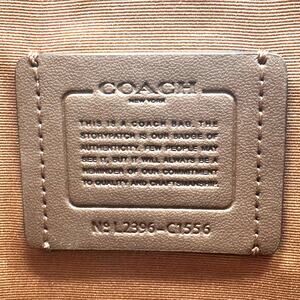 COACH
NEW YORK
THIS IS A COACH BAG. THE
STORYPATCH IS OUR BADGE OF
AUTHENTICITY. FEW PEOPLE MAY
SEE IT, BUT IT WILL ALWAYS BE A
REMINDER OF OUR COMMITMENT
TO QUALITY AND CRAFTSMANSHIP.
Nº L2396-C1556